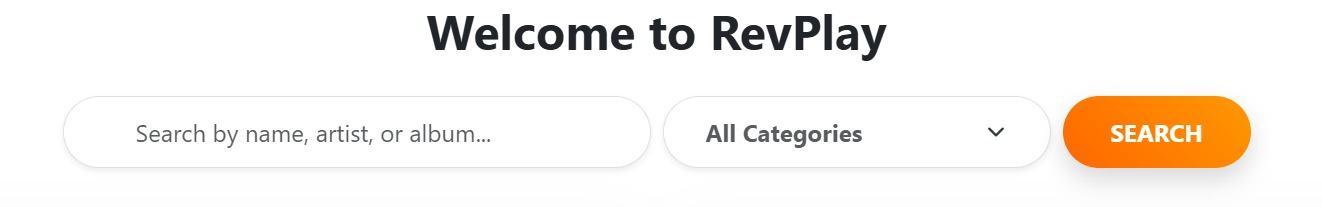 Welcome to RevPlay
Search by name, artist, or album...
All Categories
SEARCH